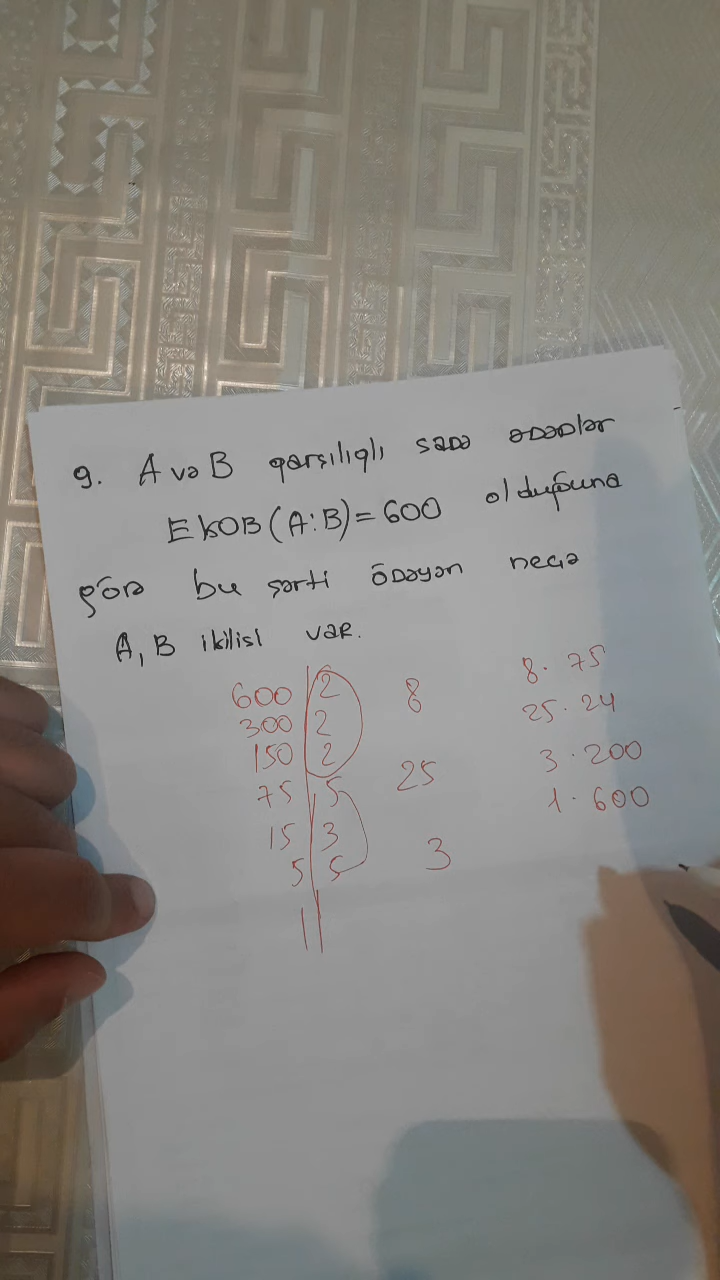 9. A və B qarşılıqlı sadə ədədlər
EKOB(A:B)=600 olduğuna
görə bu şərti ödəyən neçə
A, B ikilisi var.
600 | 2 8 8 · 75
300 | 2 25 · 24
150 | 2 3 · 200
75 | 5 25 1 · 600
15 | 3
5 | 5 3
1 |